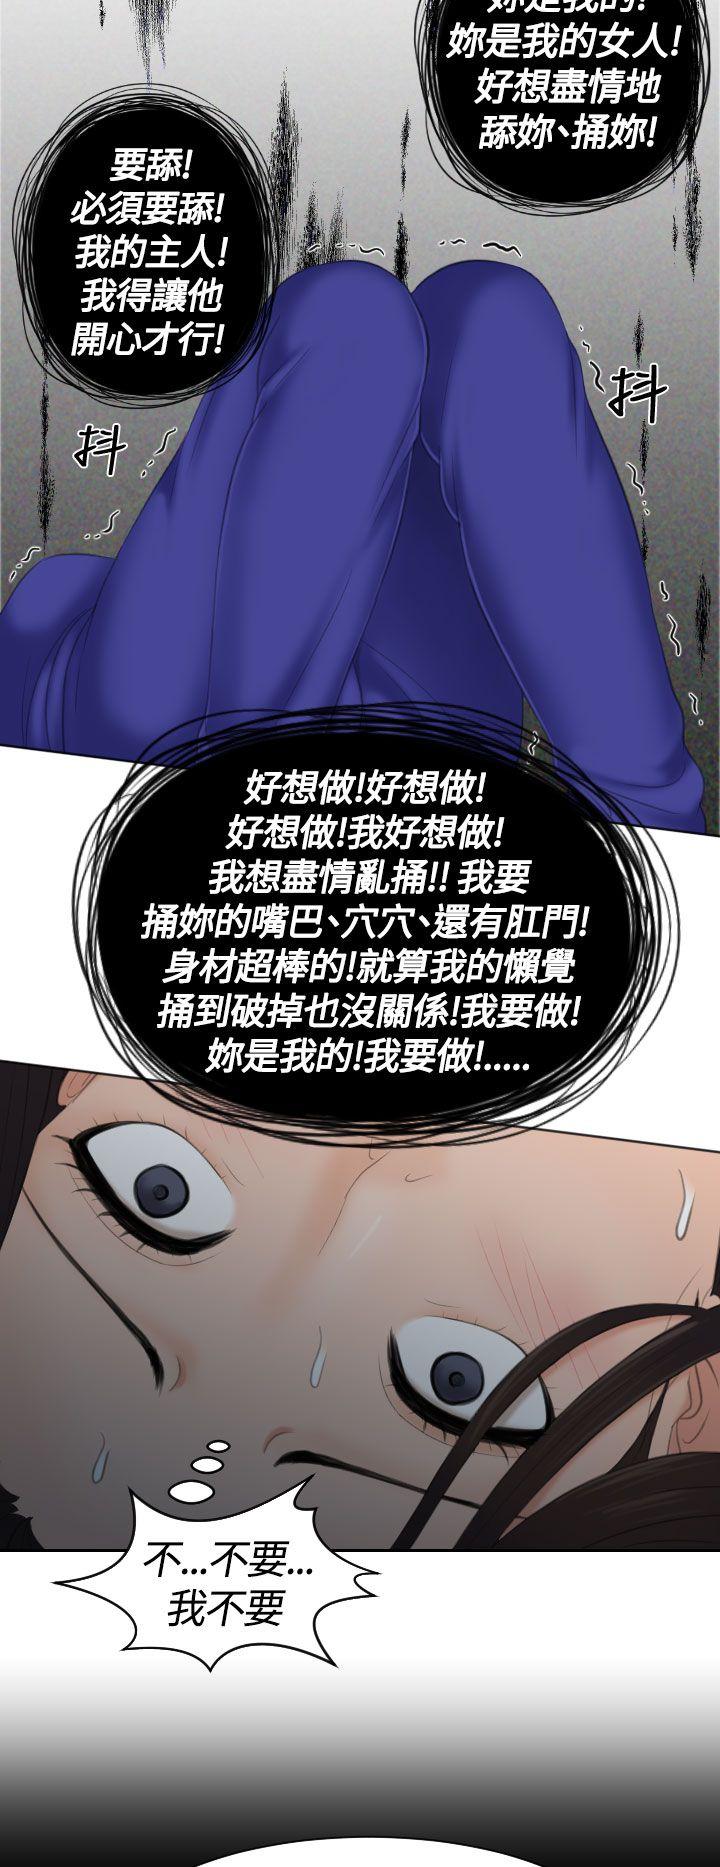 妳是我的!
妳是我的女人!
好想盡情地
舔妳、捅妳!
要舔!
必須要舔!
我的主人!
我得讓他
開心才行!
抖
抖
好想做!好想做!
好想做!我好想做!
我想盡情亂捅!! 我要
捅妳的嘴巴、穴穴、還有肛門!
身材超棒的!就算我的懶覺
捅到破掉也沒關係!我要做!
妳是我的!我要做!.....
不...不要...
我不要